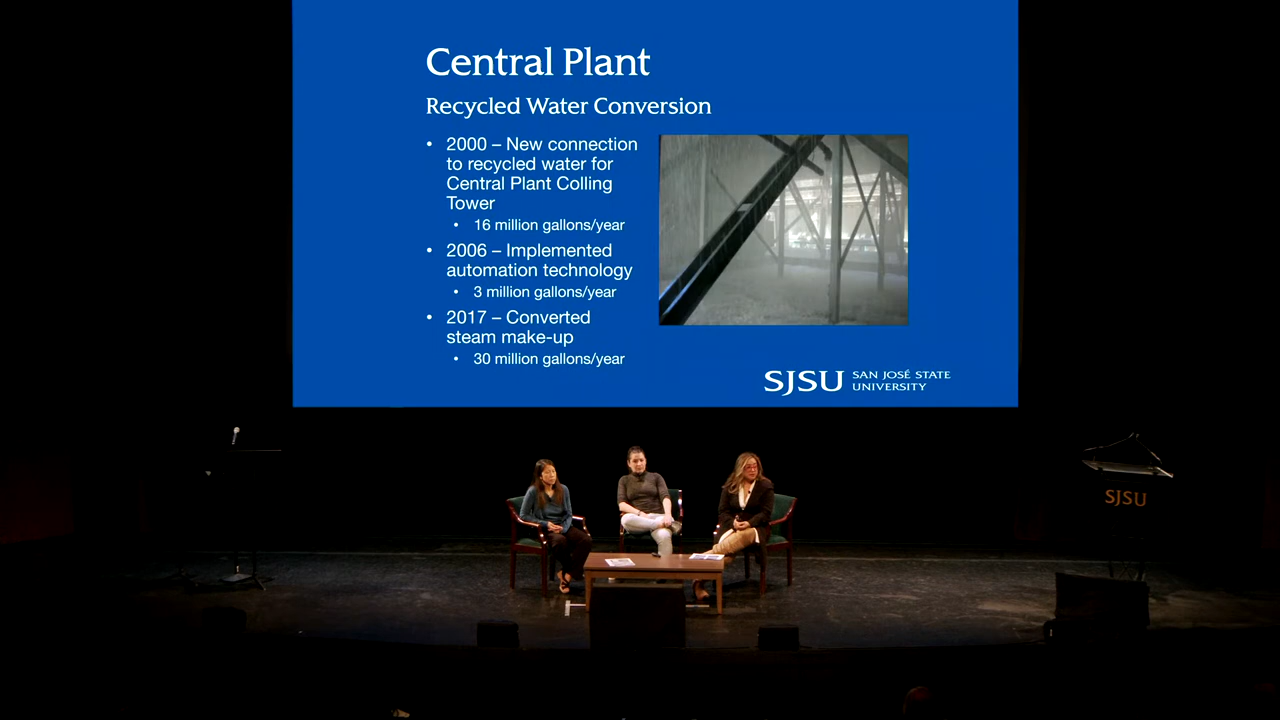 Central Plant
Recycled Water Conversion
• 2000 – New connection
to recycled water for
Central Plant Colling
Tower
• 16 million gallons/year
• 2006 – Implemented
automation technology
• 3 million gallons/year
• 2017 – Converted
steam make-up
• 30 million gallons/year
SJSU SAN JOSÉ STATE
UNIVERSITY
SJSU